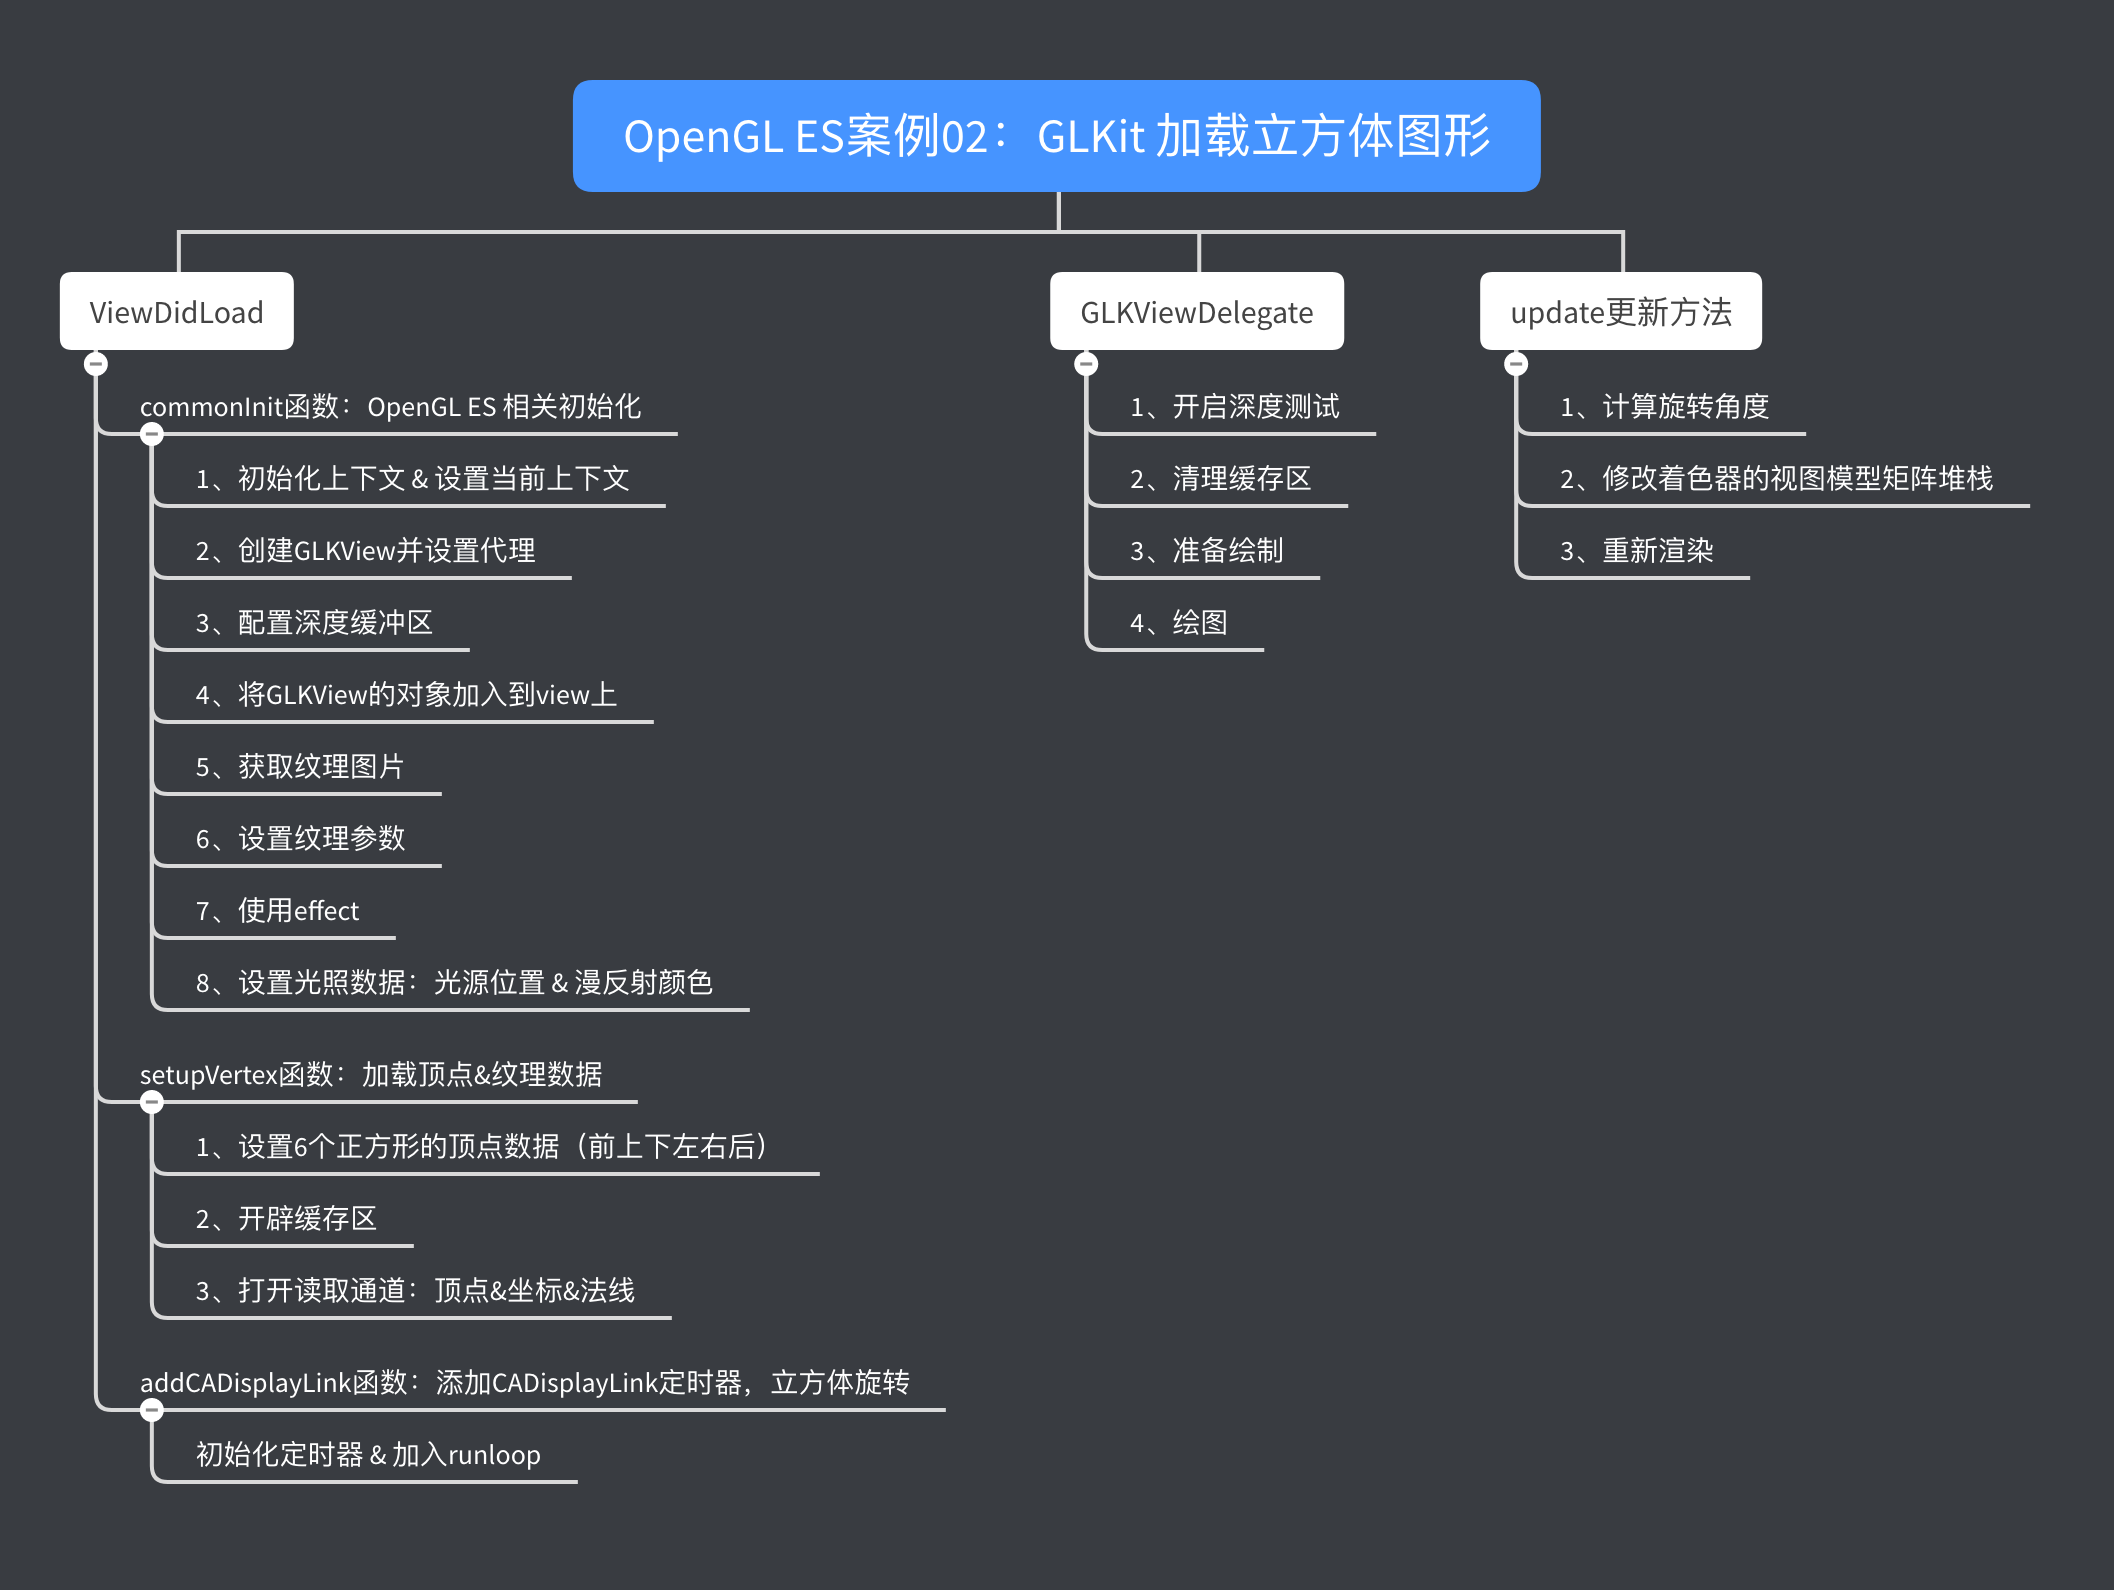 OpenGL ES案例02：GLKit 加载立方体图形
ViewDidLoad
commonInit函数：OpenGL ES 相关初始化
1、初始化上下文 & 设置当前上下文
2、创建GLKView并设置代理
3、配置深度缓冲区
4、将GLKView的对象加入到view上
5、获取纹理图片
6、设置纹理参数
7、使用effect
8、设置光照数据：光源位置 & 漫反射颜色
setupVertex函数：加载顶点&纹理数据
1、设置6个正方形的顶点数据（前上下左右后）
2、开辟缓存区
3、打开读取通道：顶点&坐标&法线
addCADisplayLink函数：添加CADisplayLink定时器，立方体旋转
初始化定时器 & 加入runloop
GLKViewDelegate
1、开启深度测试
2、清理缓存区
3、准备绘制
4、绘图
update更新方法
1、计算旋转角度
2、修改着色器的视图模型矩阵堆栈
3、重新渲染